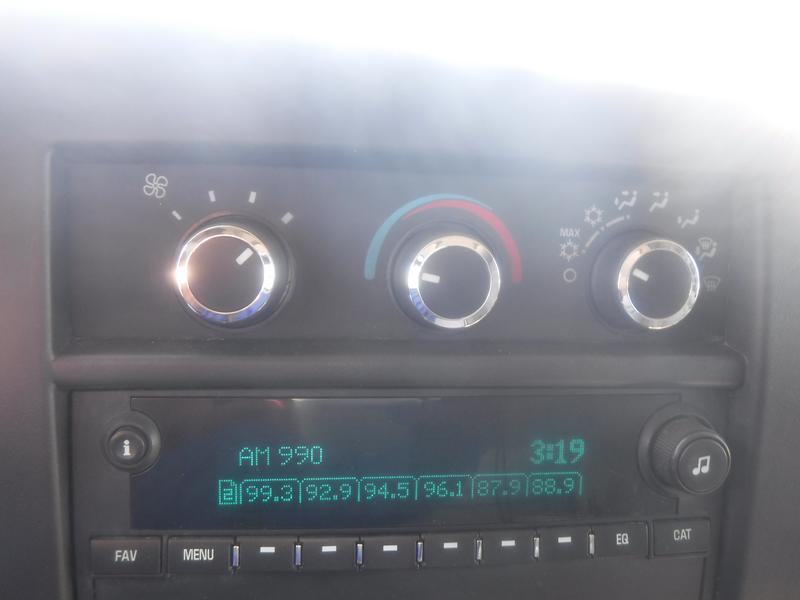 MAX
i
AM 990 3:19
2 99.3 92.9 94.5 96.1 87.9 88.9
FAV MENU EQ CAT